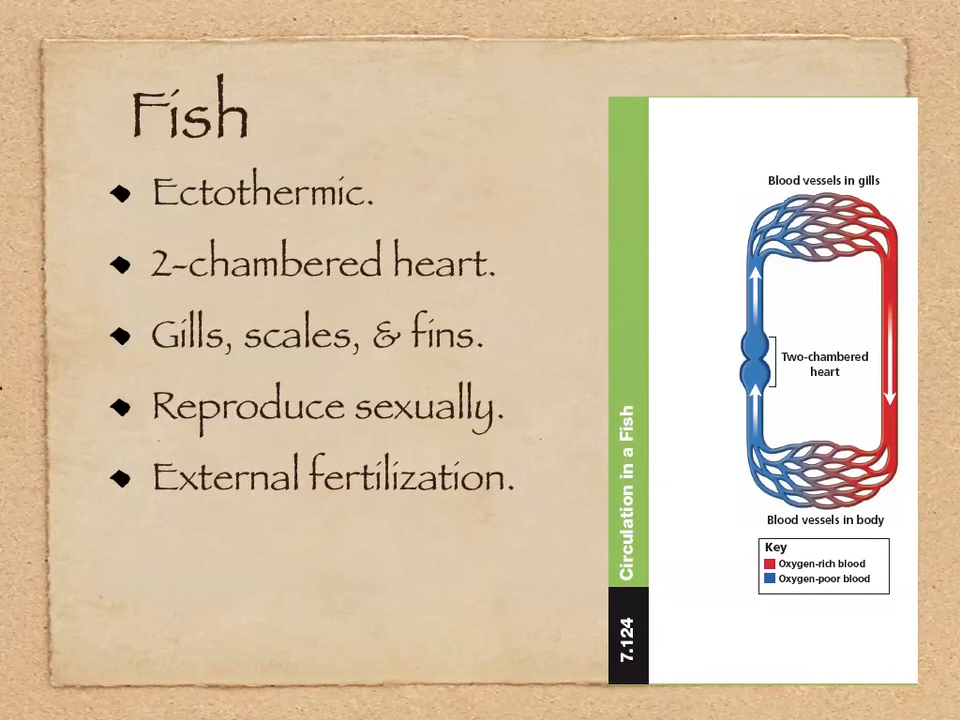 Fish
Ectothermic.
2-chambered heart.
Gills, scales, & fins.
Reproduce sexually.
External fertilization.
Circulation in a Fish
7.124
Blood vessels in gills
Two-chambered
heart
Blood vessels in body
Key
Oxygen-rich blood
Oxygen-poor blood